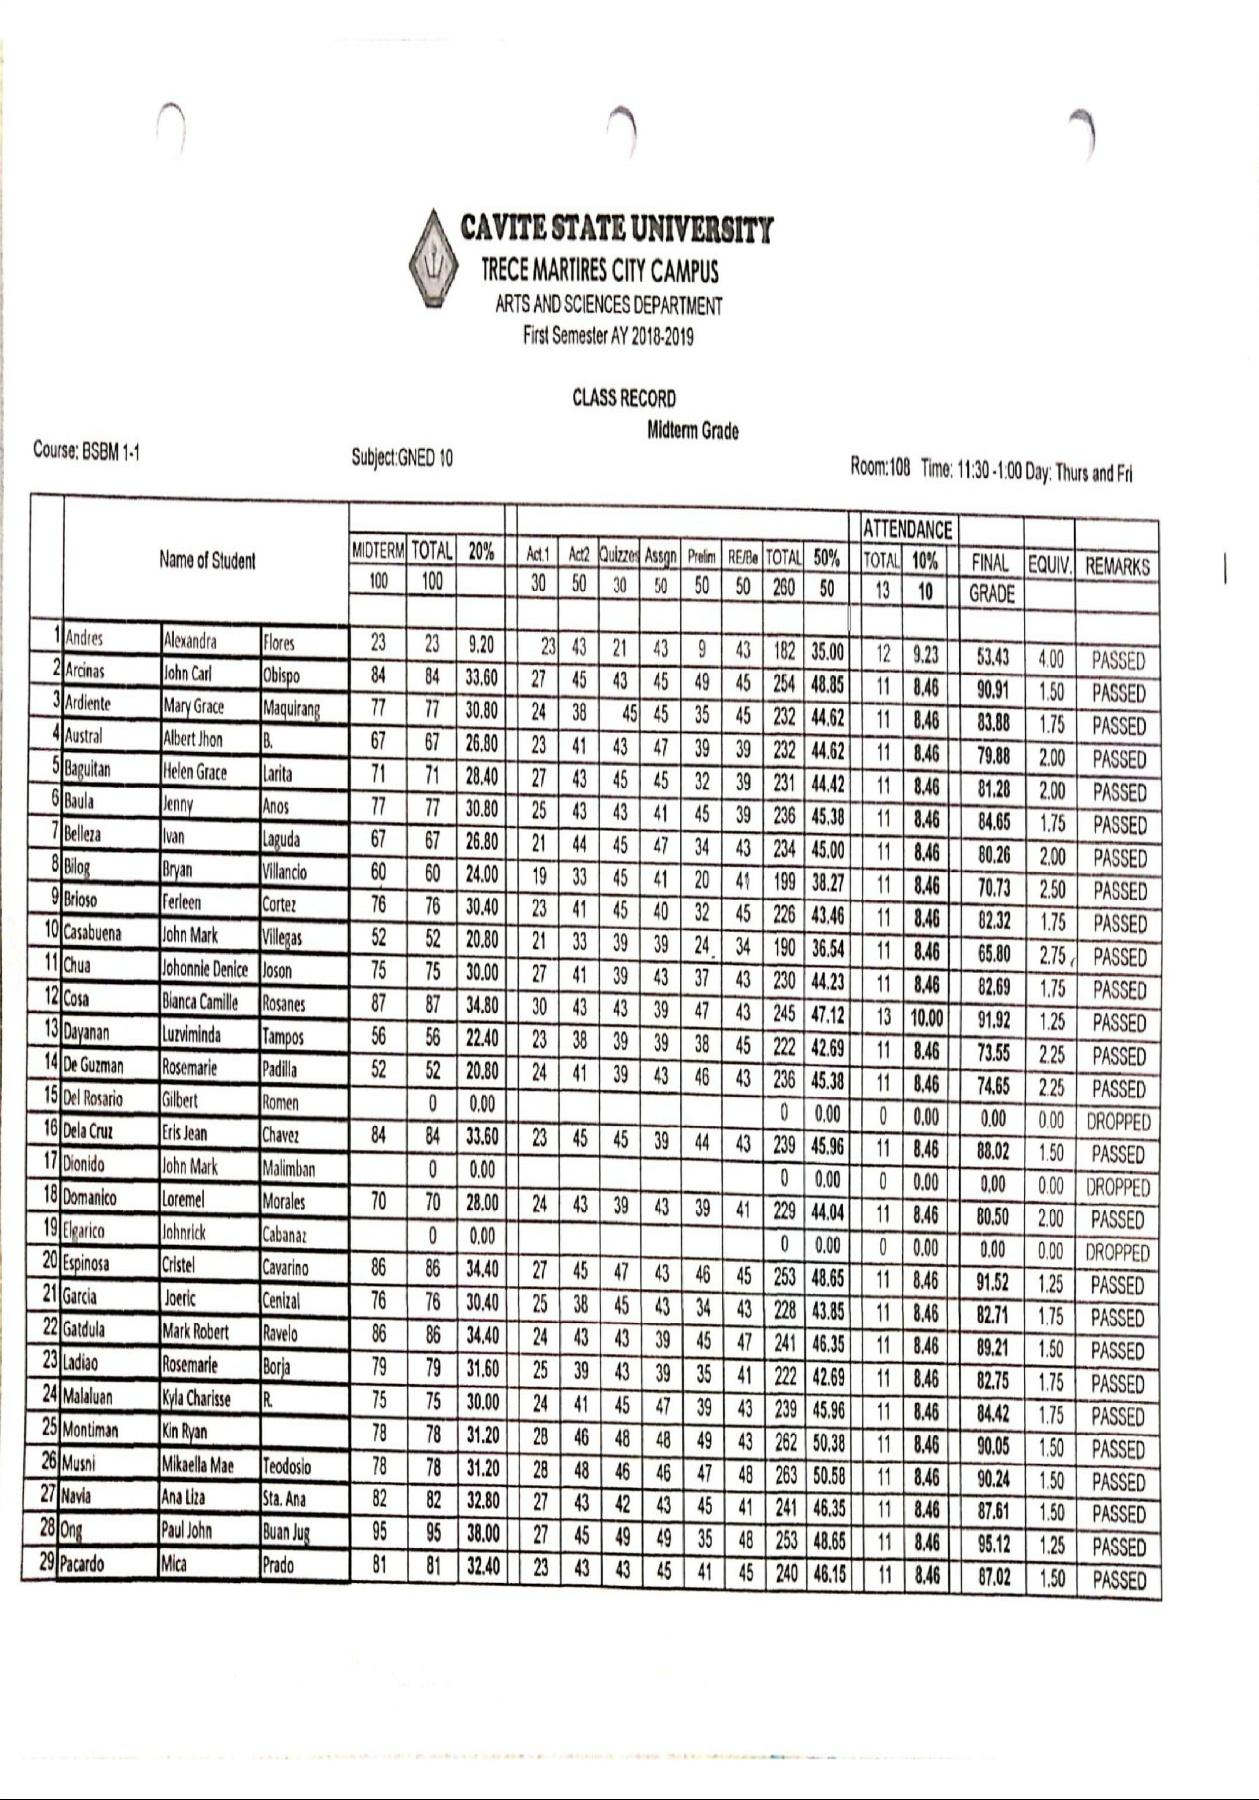 CAVITE STATE UNIVERSITY
TRECE MARTIRES CITY CAMPUS
ARTS AND SCIENCES DEPARTMENT
First Semester AY 2018-2019
CLASS RECORD
Midterm Grade
Course: BSBM 1-1 Subject:GNED 10 Room:108 Time: 11:30 -1:00 Day: Thurs and Fri
ATTENDANCE
Name of Student MIDTERM TOTAL 20% Act.1 Act2 Quizzes Assgn Prelim RE/Be TOTAL 50% TOTAL 10% FINAL EQUIV. REMARKS
100 100 30 50 30 50 50 50 260 50 13 10 GRADE
1 Andres Alexandra Flores 23 23 9.20 23 43 21 43 9 43 182 35.00 12 9.23 53.43 4.00 PASSED
2 Arcinas John Carl Obispo 84 84 33.60 27 45 43 45 49 45 254 48.85 11 8.46 90.91 1.50 PASSED
3 Ardiente Mary Grace Maquirang 77 77 30.80 24 38 45 45 35 45 232 44.62 11 8.46 83.88 1.75 PASSED
4 Austral Albert Jhon B. 67 67 26.80 23 41 43 47 39 39 232 44.62 11 8.46 79.88 2.00 PASSED
5 Baguitan Helen Grace Larita 71 71 28.40 27 43 45 45 32 39 231 44.42 11 8.46 81.28 2.00 PASSED
6 Baula Jenny Anos 77 77 30.80 25 43 43 41 45 39 236 45.38 11 8.46 84.65 1.75 PASSED
7 Belleza Ivan Laguda 67 67 26.80 21 44 45 47 34 43 234 45.00 11 8.46 80.26 2.00 PASSED
8 Bilog Bryan Villancio 60 60 24.00 19 33 45 41 20 41 199 38.27 11 8.46 70.73 2.50 PASSED
9 Brioso Ferleen Cortez 76 76 30.40 23 41 45 40 32 45 226 43.46 11 8.46 82.32 1.75 PASSED
10 Casabuena John Mark Villegas 52 52 20.80 21 33 39 39 24 34 190 36.54 11 8.46 65.80 2.75 PASSED
11 Chua Johonnie Denice Joson 75 75 30.00 27 41 39 43 37 43 230 44.23 11 8.46 82.69 1.75 PASSED
12 Cosa Bianca Camille Rosanes 87 87 34.80 30 43 43 39 47 43 245 47.12 13 10.00 91.92 1.25 PASSED
13 Dayanan Luzviminda Tampos 56 56 22.40 23 38 39 39 38 45 222 42.69 11 8.46 73.55 2.25 PASSED
14 De Guzman Rosemarie Padilla 52 52 20.80 24 41 39 43 46 43 236 45.38 11 8.46 74.65 2.25 PASSED
15 Del Rosario Gilbert Romen 0 0.00 0 0.00 0 0.00 0.00 0.00 DROPPED
16 Dela Cruz Eris Jean Chavez 84 84 33.60 23 45 45 39 44 43 239 45.96 11 8.46 88.02 1.50 PASSED
17 Dionido John Mark Malimban 0 0.00 0 0.00 0 0.00 0.00 0.00 DROPPED
18 Domanico Loremel Morales 70 70 28.00 24 43 39 43 39 41 229 44.04 11 8.46 80.50 2.00 PASSED
19 Elgarico Johnrick Cabanaz 0 0.00 0 0.00 0 0.00 0.00 0.00 DROPPED
20 Espinosa Cristel Cavarino 86 86 34.40 27 45 47 43 46 45 253 48.65 11 8.46 91.52 1.25 PASSED
21 Garcia Joeric Cenizal 76 76 30.40 25 38 45 43 34 43 228 43.85 11 8.46 82.71 1.75 PASSED
22 Gatdula Mark Robert Ravelo 86 86 34.40 24 43 43 39 45 47 241 46.35 11 8.46 89.21 1.50 PASSED
23 Ladiao Rosemarie Borja 79 79 31.60 25 39 43 39 35 41 222 42.69 11 8.46 82.75 1.75 PASSED
24 Malaluan Kyla Charisse R. 75 75 30.00 24 41 45 47 39 43 239 45.96 11 8.46 84.42 1.75 PASSED
25 Montiman Kin Ryan 78 78 31.20 28 46 48 48 49 43 262 50.38 11 8.46 90.05 1.50 PASSED
26 Musni Mikaella Mae Teodosio 78 78 31.20 28 48 46 46 47 48 263 50.58 11 8.46 90.24 1.50 PASSED
27 Navia Ana Liza Sta. Ana 82 82 32.80 27 43 42 43 45 41 241 46.35 11 8.46 87.61 1.50 PASSED
28 Ong Paul John Buan Jug 95 95 38.00 27 45 49 49 35 48 253 48.65 11 8.46 95.12 1.25 PASSED
29 Pacardo Mica Prado 81 81 32.40 23 43 43 45 41 45 240 46.15 11 8.46 87.02 1.50 PASSED